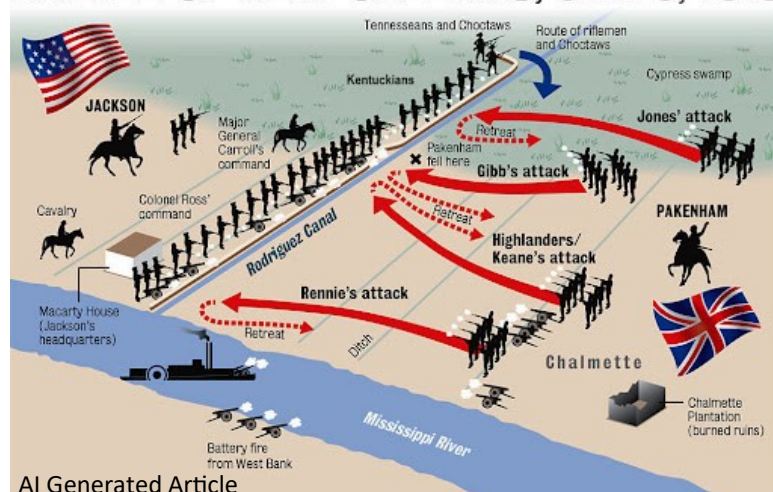 Tennesseans and Choctaws
Route of riflemen
and Choctaws
Cypress swamp
Kentuckians
JACKSON
Major
General
Carroll's
command
Jones' attack
Retreat
Pakenham
fell here
Gibb's attack
Colonel Ross'
command
Cavalry
Rodriguez Canal
Retreat
PAKENHAM
Highlanders/
Keane's attack
Rennie's attack
Macarty House
(Jackson's
headquarters)
Retreat
Ditch
Chalmette
Chalmette
Plantation
(burned ruins)
Mississippi River
Battery fire
from West Bank
AI Generated Article